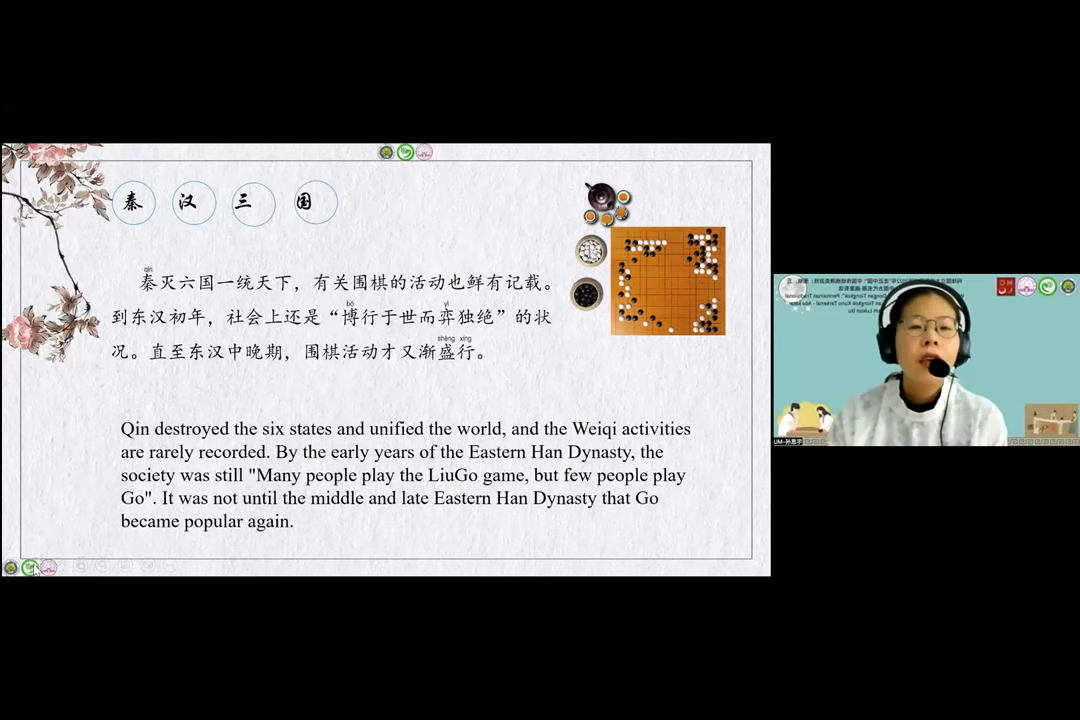 秦 汉 三 国
qín
秦灭六国一统天下，有关围棋的活动也鲜有记载。
bó yì
到东汉初年，社会上还是“博行于世而弈独绝”的状
shèng xíng
况。直至东汉中晚期，围棋活动才又渐盛行。
Qin destroyed the six states and unified the world, and the Weiqi activities
are rarely recorded. By the early years of the Eastern Han Dynasty, the
society was still "Many people play the LiuGo game, but few people play
Go". It was not until the middle and late Eastern Han Dynasty that Go
became popular again.
UM-孙思宇